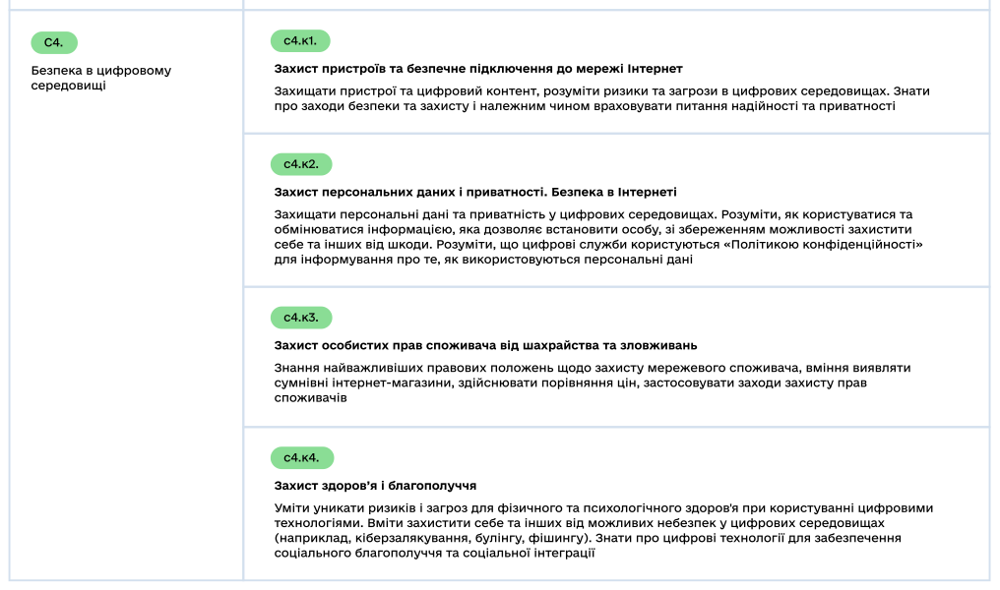 С4.
Безпека в цифровому
середовищі
с4.к1.
Захист пристроїв та безпечне підключення до мережі Інтернет
Захищати пристрої та цифровий контент, розуміти ризики та загрози в цифрових середовищах. Знати
про заходи безпеки та захисту і належним чином враховувати питання надійності та приватності
с4.к2.
Захист персональних даних і приватності. Безпека в Інтернеті
Захищати персональні дані та приватність у цифрових середовищах. Розуміти, як користуватися та
обмінюватися інформацією, яка дозволяє встановити особу, зі збереженням можливості захистити
себе та інших від шкоди. Розуміти, що цифрові служби користуються «Політикою конфіденційності»
для інформування про те, як використовуються персональні дані
с4.к3.
Захист особистих прав споживача від шахрайства та зловживань
Знання найважливіших правових положень щодо захисту мережевого споживача, вміння виявляти
сумнівні інтернет-магазини, здійснювати порівняння цін, застосовувати заходи захисту прав
споживачів
с4.к4.
Захист здоров’я і благополуччя
Уміти уникати ризиків і загроз для фізичного та психологічного здоров'я при користуванні цифровими
технологіями. Вміти захистити себе та інших від можливих небезпек у цифрових середовищах
(наприклад, кіберзалякування, булінгу, фішингу). Знати про цифрові технології для забезпечення
соціального благополуччя та соціальної інтеграції